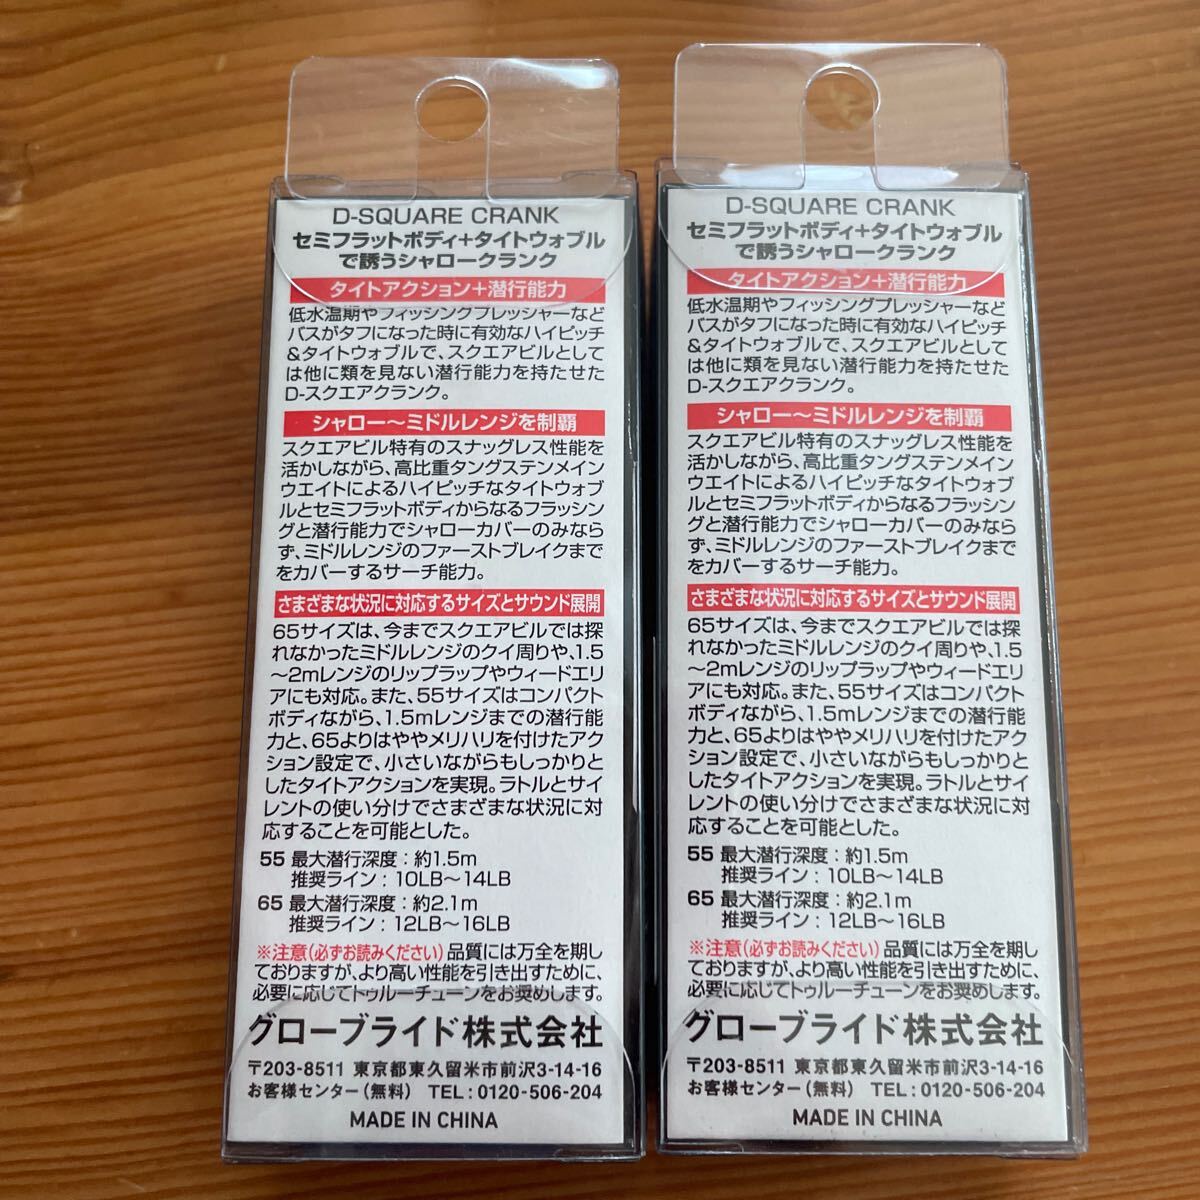 D-SQUARE CRANK
セミフラットボディ+タイトウォブル
で誘うシャロークランク
タイトアクション+潜行能力
低水温期やフィッシングプレッシャーなど
バスがタフになった時に有効なハイピッチ
&タイトウォブルで、スクエアビルとして
は他に類を見ない潜行能力を持たせた
D-スクエアクランク。
シャロー〜ミドルレンジを制覇
スクエアビル特有のスナッグレス性能を
活かしながら、高比重タングステンメイン
ウエイトによるハイピッチなタイトウォブ
ルとセミフラットボディからなるフラッシン
グと潜行能力でシャローカバーのみなら
ず、ミドルレンジのファーストブレイクまで
をカバーするサーチ能力。
さまざまな状況に対応するサイズとサウンド展開
65サイズは、今までスクエアビルでは探
れなかったミドルレンジのクイ周りや、1.5
〜2mレンジのリップラップやウィードエリ
アにも対応。また、55サイズはコンパクト
ボディながら、1.5mレンジまでの潜行能
力と、65よりはややメリハリを付けたアク
ション設定で、小さいながらもしっかりと
したタイトアクションを実現。ラトルとサイ
レントの使い分けでさまざまな状況に対
応することを可能とした。
55 最大潜行深度：約1.5m
推奨ライン：10LB〜14LB
65 最大潜行深度：約2.1m
推奨ライン：12LB〜16LB
※注意(必ずお読みください)品質には万全を期し
ておりますが、より高い性能を引き出すために、
必要に応じてトゥルーチューンをお奨めします。
グローブライド株式会社
〒203-8511 東京都東久留米市前沢3-14-16
お客様センター(無料) TEL:0120-506-204
MADE IN CHINA
D-SQUARE CRANK
セミフラットボディ+タイトウォブル
で誘うシャロークランク
タイトアクション+潜行能力
低水温期やフィッシングプレッシャーなど
バスがタフになった時に有効なハイピッチ
&タイトウォブルで、スクエアビルとして
は他に類を見ない潜行能力を持たせた
D-スクエアクランク。
シャロー〜ミドルレンジを制覇
スクエアビル特有のスナッグレス性能を
活かしながら、高比重タングステンメイン
ウエイトによるハイピッチなタイトウォブ
ルとセミフラットボディからなるフラッシン
グと潜行能力でシャローカバーのみなら
ず、ミドルレンジのファーストブレイクまで
をカバーするサーチ能力。
さまざまな状況に対応するサイズとサウンド展開
65サイズは、今までスクエアビルでは探
れなかったミドルレンジのクイ周りや、1.5
〜2mレンジのリップラップやウィードエリ
アにも対応。また、55サイズはコンパクト
ボディながら、1.5mレンジまでの潜行能
力と、65よりはややメリハリを付けたアク
ション設定で、小さいながらもしっかりと
したタイトアクションを実現。ラトルとサイ
レントの使い分けでさまざまな状況に対
応することを可能とした。
55 最大潜行深度：約1.5m
推奨ライン：10LB〜14LB
65 最大潜行深度：約2.1m
推奨ライン：12LB〜16LB
※注意(必ずお読みください)品質には万全を期し
ておりますが、より高い性能を引き出すために、
必要に応じてトゥルーチューンをお奨めします。
グローブライド株式会社
〒203-8511 東京都東久留米市前沢3-14-16
お客様センター(無料) TEL:0120-506-204
MADE IN CHINA